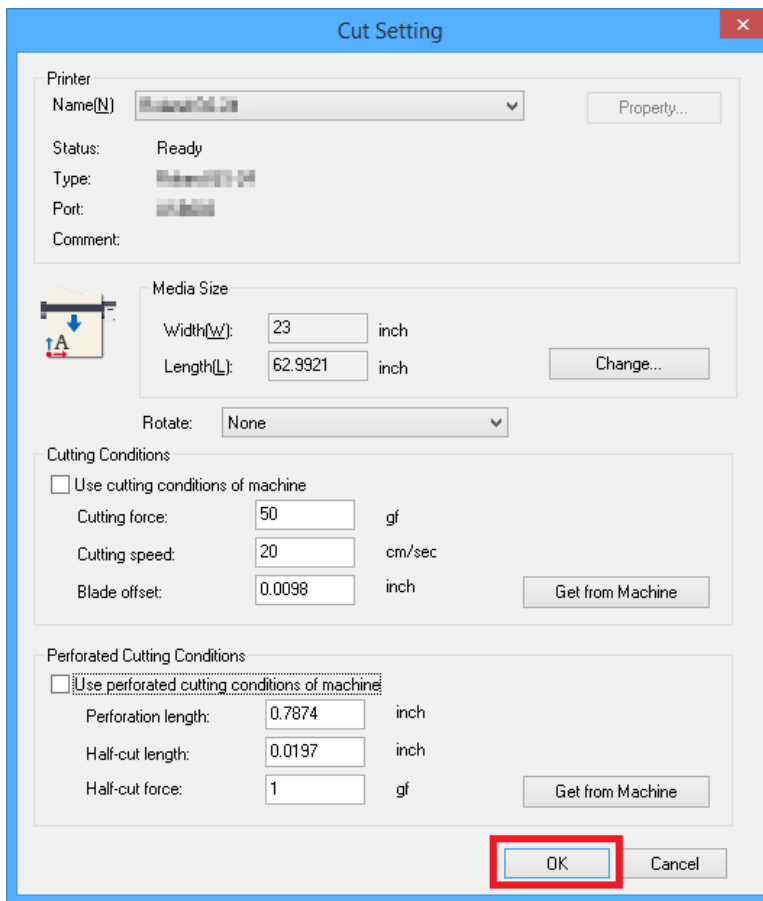 Cut Setting
Printer
Name(N)
Property...
Status: Ready
Type:
Port:
Comment:
A
Media Size
Width(W): 23 inch
Length(L): 62.9921 inch
Change...
Rotate: None
Cutting Conditions
Use cutting conditions of machine
Cutting force: 50 gf
Cutting speed: 20 cm/sec
Blade offset: 0.0098 inch
Get from Machine
Perforated Cutting Conditions
Use perforated cutting conditions of machine
Perforation length: 0.7874 inch
Half-cut length: 0.0197 inch
Half-cut force: 1 gf
Get from Machine
OK Cancel